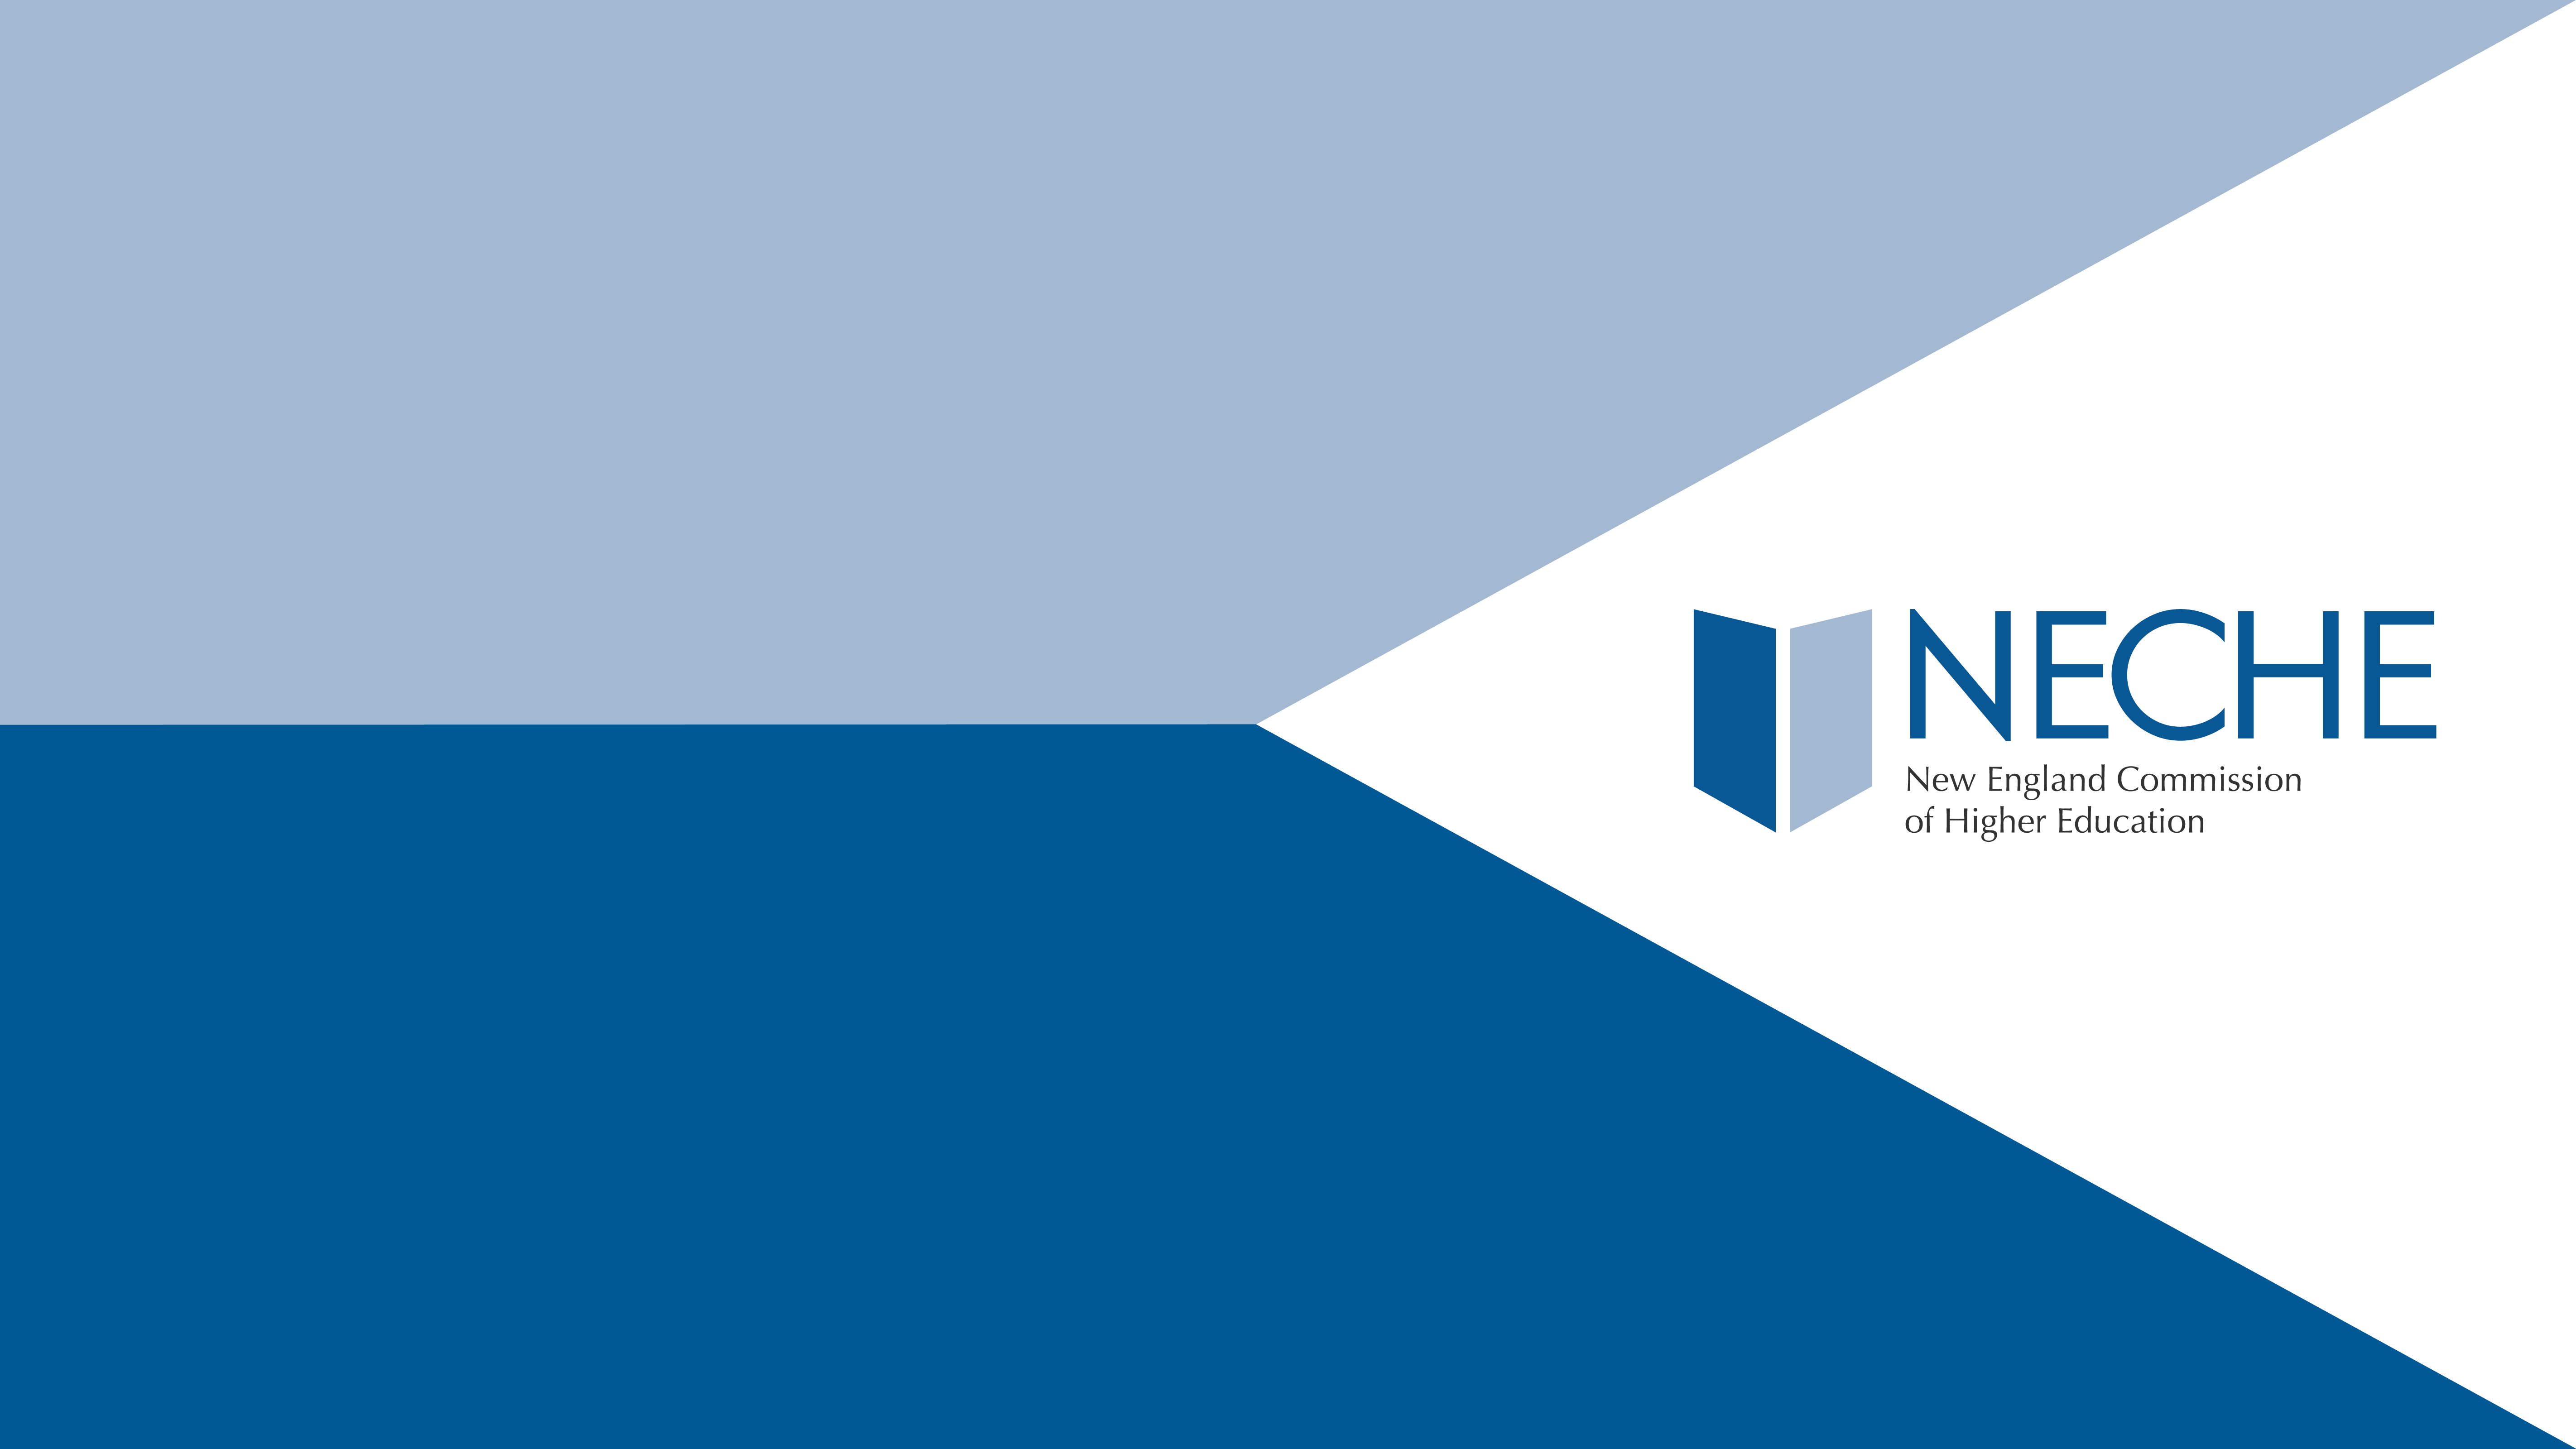 NECHE
New England Commission
of Higher Education